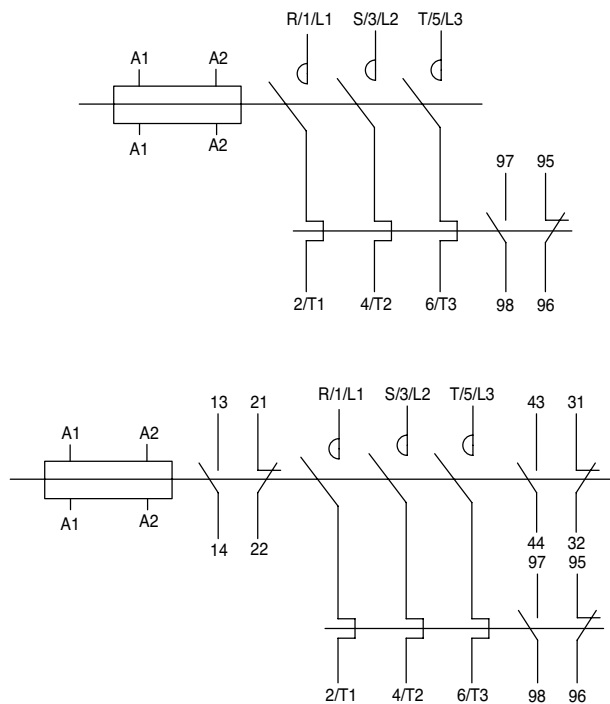 R/1/L1 S/3/L2 T/5/L3
A1 A2
A1 A2
97 95
2/T1 4/T2 6/T3 98 96
13 21 R/1/L1 S/3/L2 T/5/L3 43 31
A1 A2
A1 A2
14 22 44 32
97 95
2/T1 4/T2 6/T3 98 96